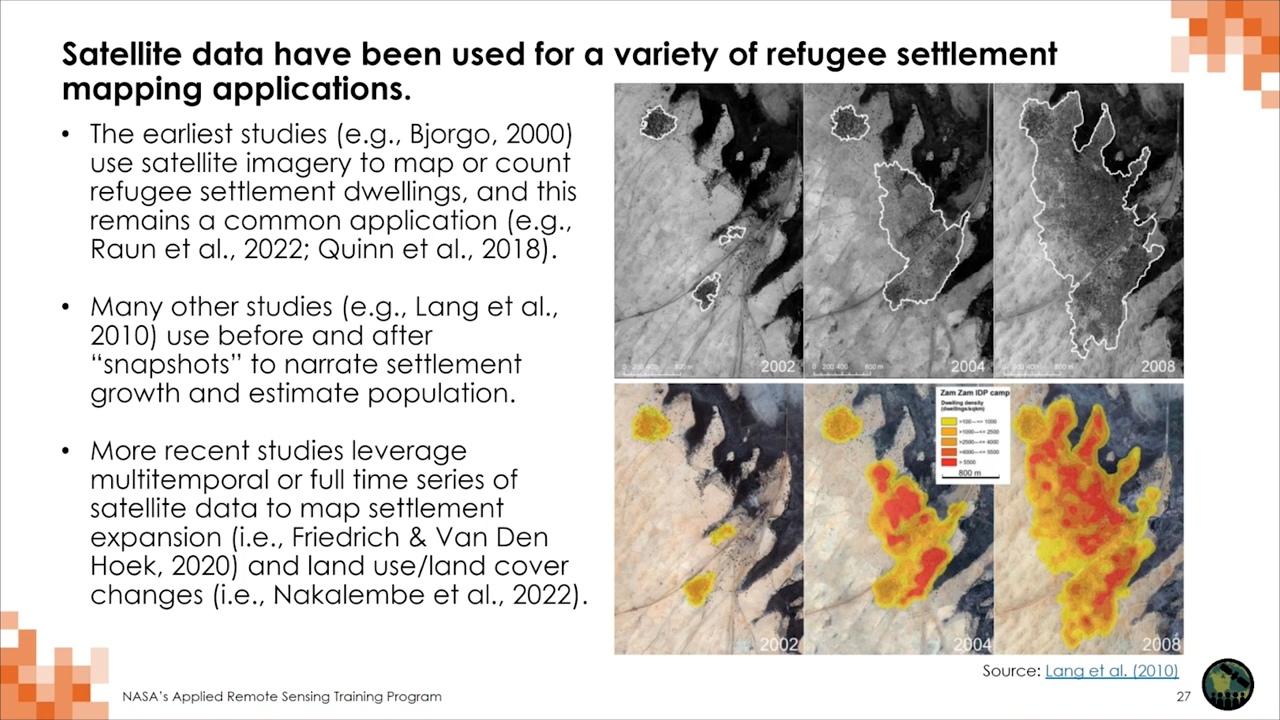 Satellite data have been used for a variety of refugee settlement
mapping applications.
• The earliest studies (e.g., Bjorgo, 2000)
use satellite imagery to map or count
refugee settlement dwellings, and this
remains a common application (e.g.,
Raun et al., 2022; Quinn et al., 2018).
• Many other studies (e.g., Lang et al.,
2010) use before and after
“snapshots” to narrate settlement
growth and estimate population.
• More recent studies leverage
multitemporal or full time series of
satellite data to map settlement
expansion (i.e., Friedrich & Van Den
Hoek, 2020) and land use/land cover
changes (i.e., Nakalembe et al., 2022).
2002
2004
2008
Zam Zam IDP camp
Dwelling density
(dwellings/sqkm)
>100—<= 1000
>1000—<= 2500
>2500—<= 4000
>4000—<= 5500
> 5500
800 m
2002
2004
2008
Source: Lang et al. (2010)
NASA’s Applied Remote Sensing Training Program
27